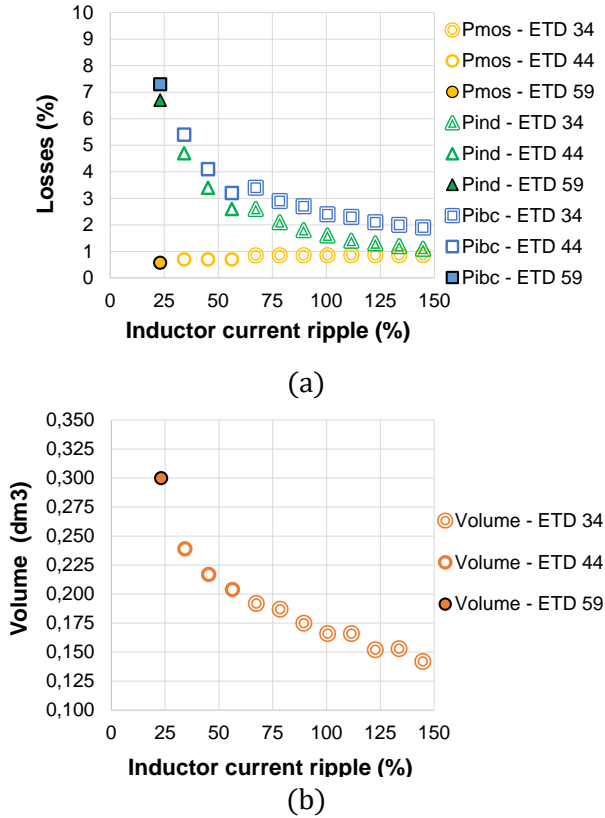 10
9
8
7
6
5
4
3
2
1
0
Losses (%)
0 25 50 75 100 125 150
Inductor current ripple (%)
Pmos - ETD 34
Pmos - ETD 44
Pmos - ETD 59
Pind - ETD 34
Pind - ETD 44
Pind - ETD 59
Pibc - ETD 34
Pibc - ETD 44
Pibc - ETD 59
(a)
0,350
0,325
0,300
0,275
0,250
0,225
0,200
0,175
0,150
0,125
0,100
Volume (dm3)
0 25 50 75 100 125 150
Inductor current ripple (%)
Volume - ETD 34
Volume - ETD 44
Volume - ETD 59
(b)